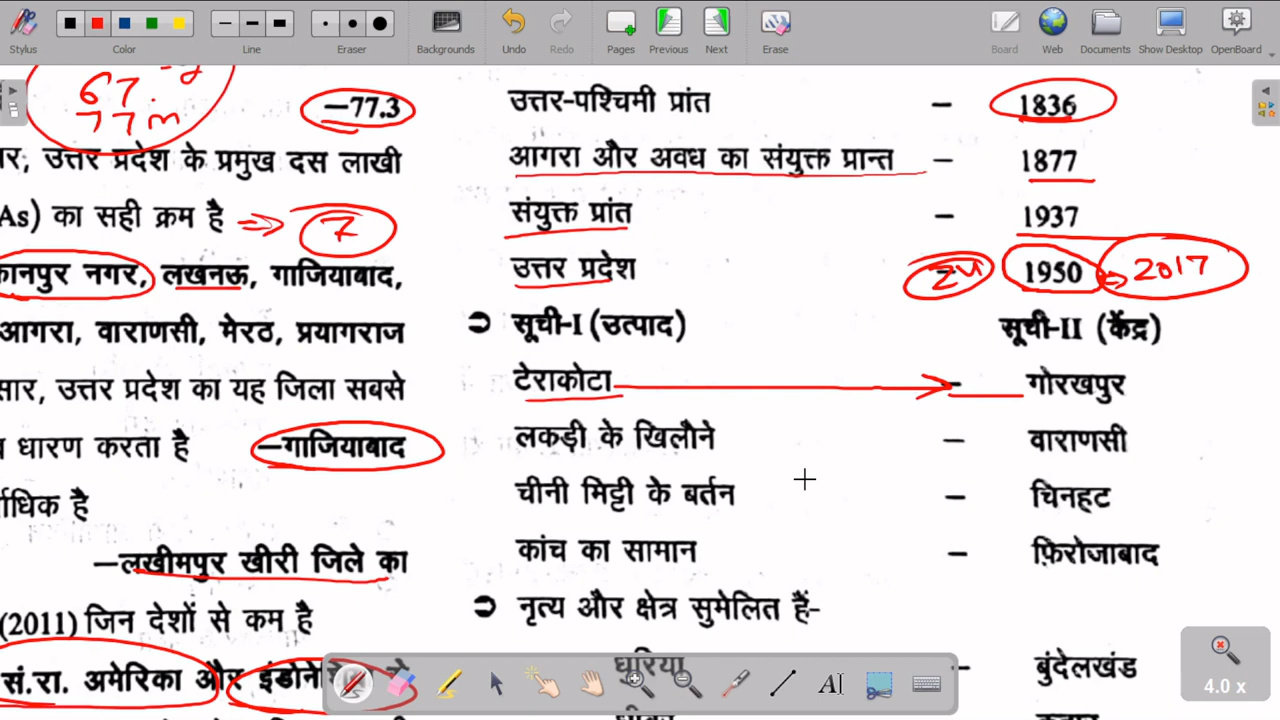 Stylus Color Line Eraser Backgrounds Undo Redo Pages Previous Next Erase Board Web Documents Show Desktop OpenBoard
67
77 m
–77.3
र, उत्तर प्रदेश के प्रमुख दस लाखी
As) का सही क्रम है
7
कानपुर नगर, लखनऊ, गाजियाबाद,
आगरा, वाराणसी, मेरठ, प्रयागराज
सार, उत्तर प्रदेश का यह जिला सबसे
धारण करता है –गाजियाबाद
र्वाधिक है
–लखीमपुर खीरी जिले का
(2011) जिन देशों से कम है
सं.रा. अमेरिका और इंडोने
उत्तर-पश्चिमी प्रांत – 1836
आगरा और अवध का संयुक्त प्रान्त – 1877
संयुक्त प्रांत – 1937
उत्तर प्रदेश – 1950
2017
सूची-I (उत्पाद) सूची-II (केंद्र)
टेराकोटा – गोरखपुर
लकड़ी के खिलौने – वाराणसी
चीनी मिट्टी के बर्तन – चिनहट
कांच का सामान – फ़िरोजाबाद
नृत्य और क्षेत्र सुमेलित हैं-
धुरिया – बुंदेलखंड
4.0 x